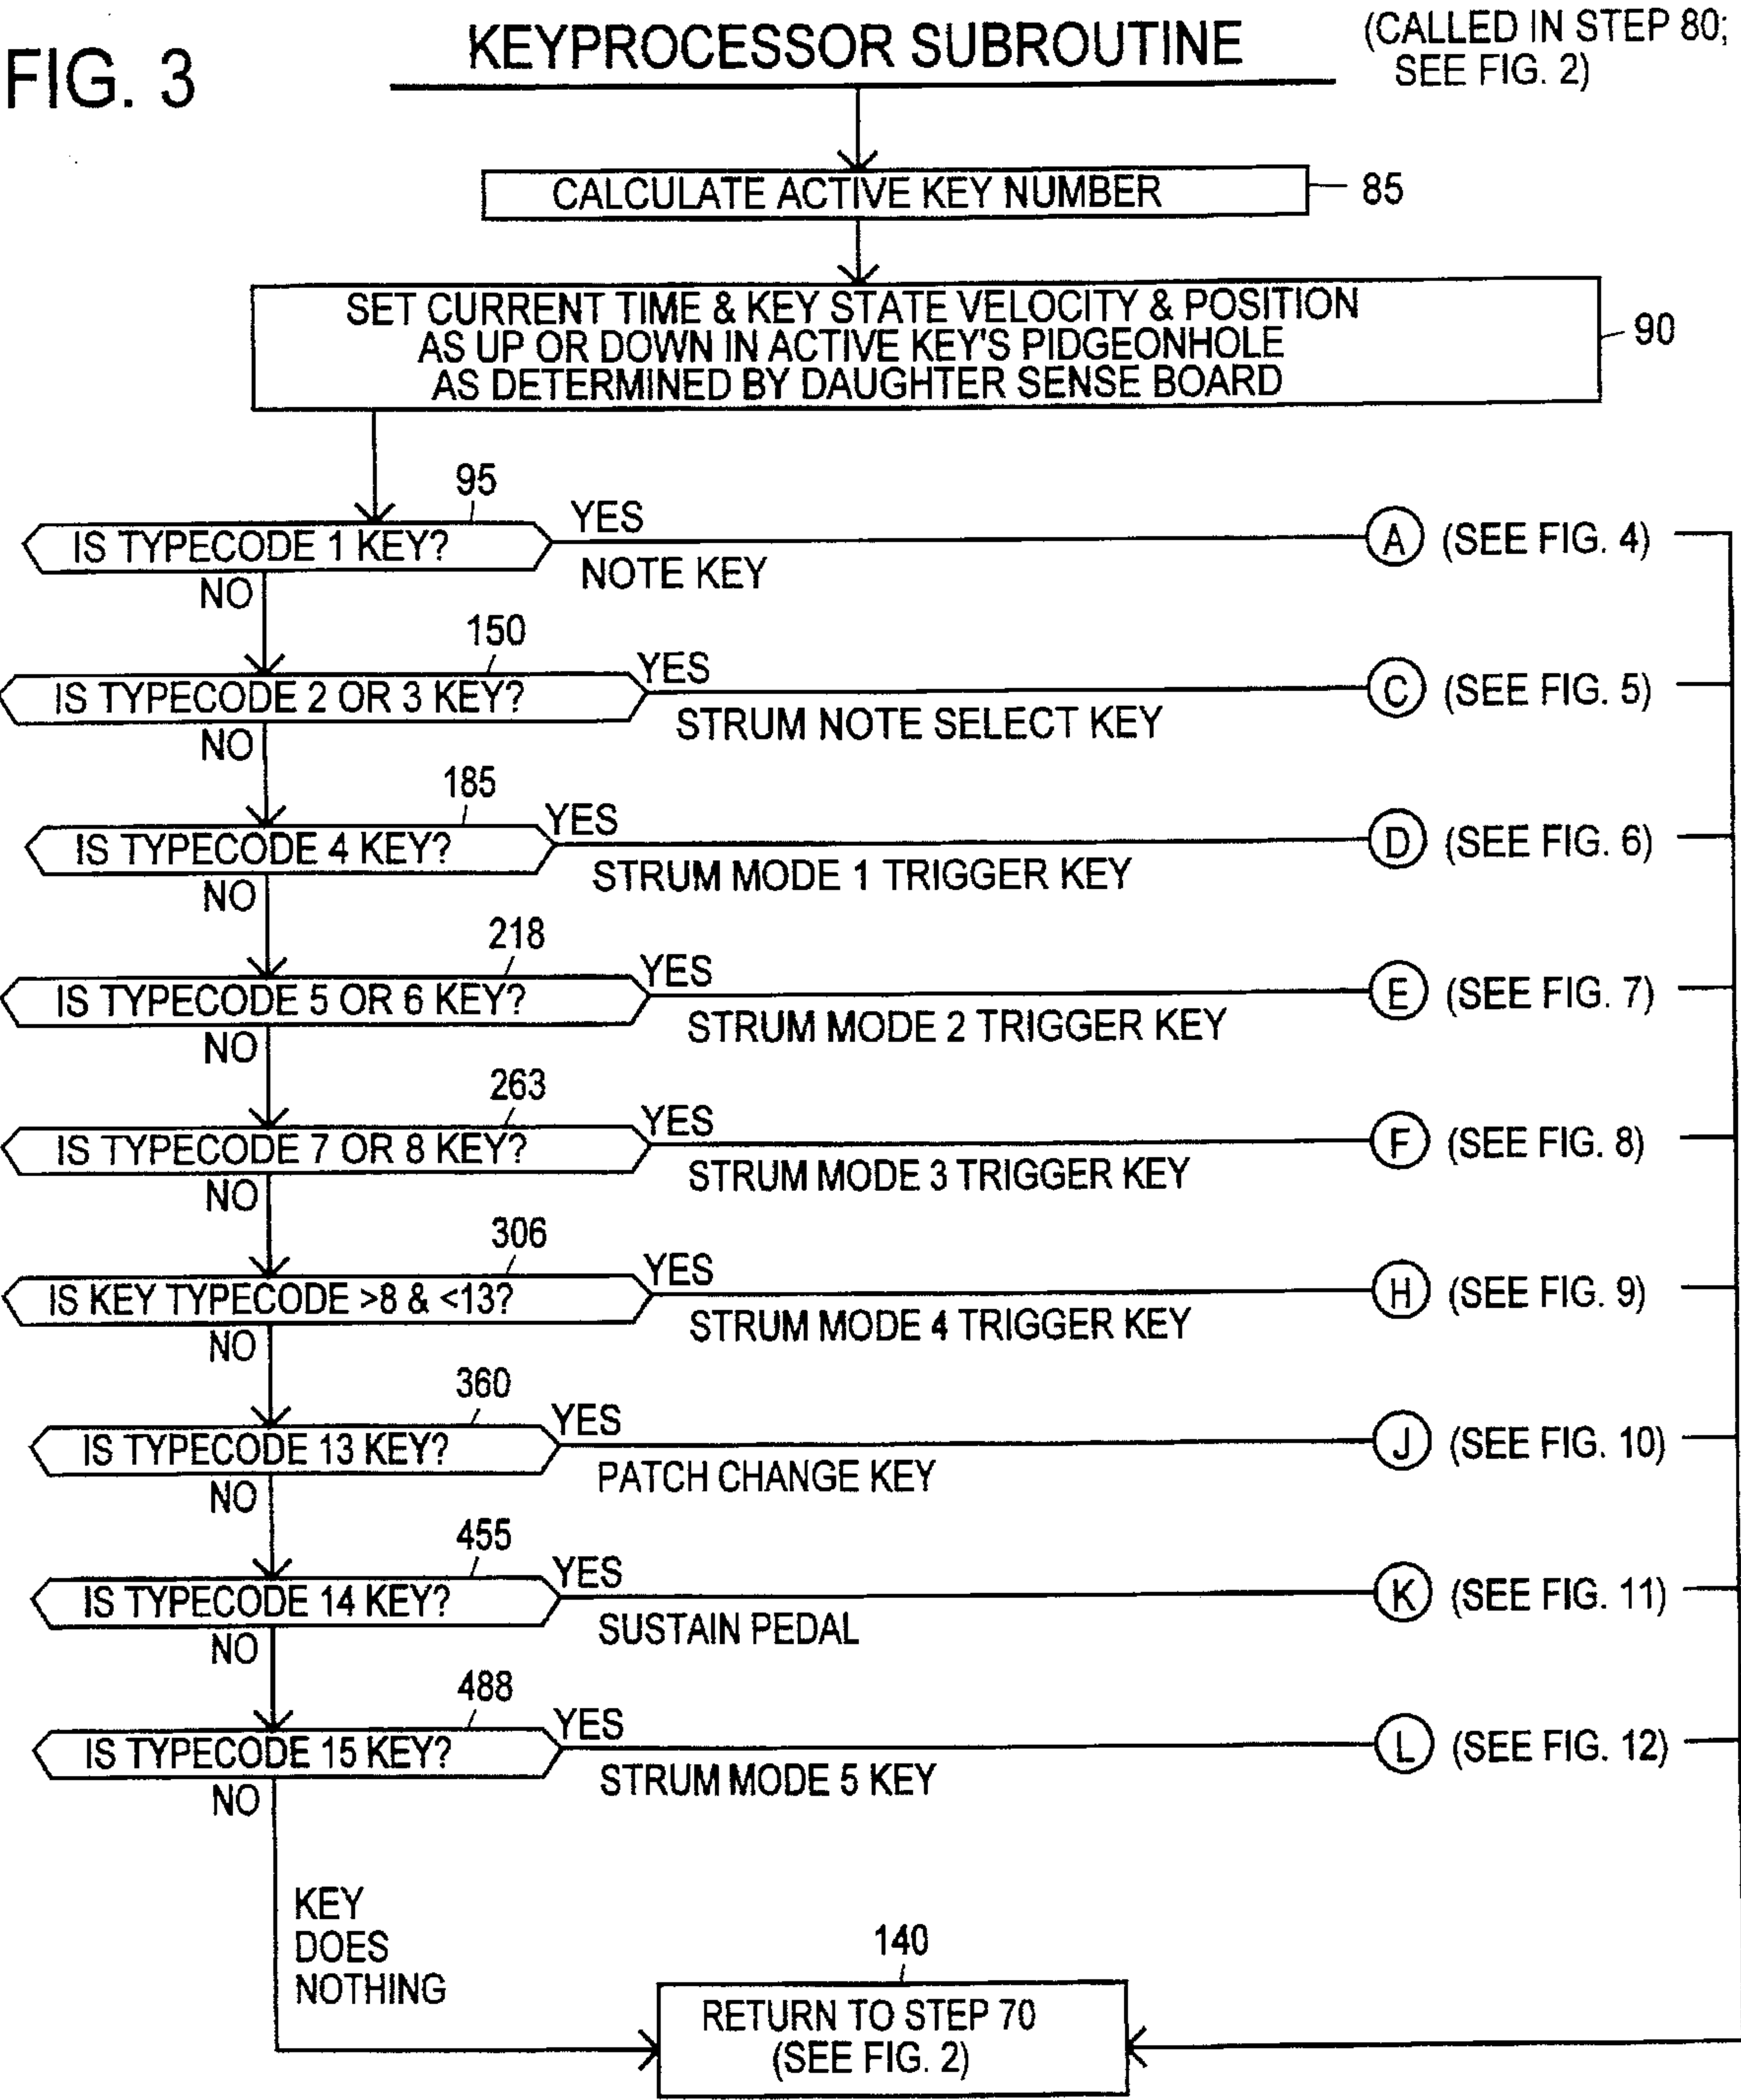 FIG. 3
KEYPROCESSOR SUBROUTINE
(CALLED IN STEP 80;
SEE FIG. 2)
CALCULATE ACTIVE KEY NUMBER
85
SET CURRENT TIME & KEY STATE VELOCITY & POSITION
AS UP OR DOWN IN ACTIVE KEY'S PIDGEONHOLE
AS DETERMINED BY DAUGHTER SENSE BOARD
90
95
IS TYPECODE 1 KEY?
YES
NOTE KEY
A (SEE FIG. 4)
NO
150
IS TYPECODE 2 OR 3 KEY?
YES
STRUM NOTE SELECT KEY
C (SEE FIG. 5)
NO
185
IS TYPECODE 4 KEY?
YES
STRUM MODE 1 TRIGGER KEY
D (SEE FIG. 6)
NO
218
IS TYPECODE 5 OR 6 KEY?
YES
STRUM MODE 2 TRIGGER KEY
E (SEE FIG. 7)
NO
263
IS TYPECODE 7 OR 8 KEY?
YES
STRUM MODE 3 TRIGGER KEY
F (SEE FIG. 8)
NO
306
IS KEY TYPECODE >8 & <13?
YES
STRUM MODE 4 TRIGGER KEY
H (SEE FIG. 9)
NO
360
IS TYPECODE 13 KEY?
YES
PATCH CHANGE KEY
J (SEE FIG. 10)
NO
455
IS TYPECODE 14 KEY?
YES
SUSTAIN PEDAL
K (SEE FIG. 11)
NO
488
IS TYPECODE 15 KEY?
YES
STRUM MODE 5 KEY
L (SEE FIG. 12)
NO
KEY
DOES
NOTHING
140
RETURN TO STEP 70
(SEE FIG. 2)